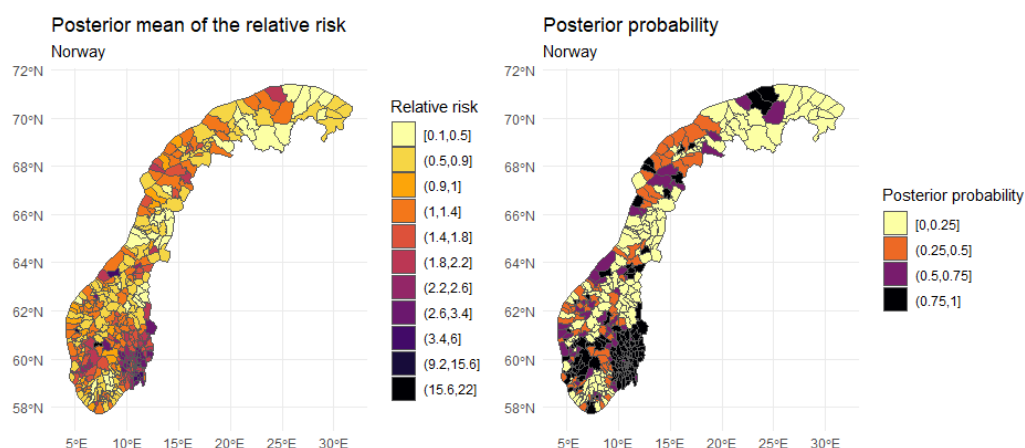 Posterior mean of the relative risk
Norway
72°N
70°N
68°N
66°N
64°N
62°N
60°N
58°N
5°E 10°E 15°E 20°E 25°E 30°E
Relative risk
[0.1,0.5]
(0.5,0.9]
(0.9,1]
(1,1.4]
(1.4,1.8]
(1.8,2.2]
(2.2,2.6]
(2.6,3.4]
(3.4,6]
(9.2,15.6]
(15.6,22]
Posterior probability
Norway
72°N
70°N
68°N
66°N
64°N
62°N
60°N
58°N
5°E 10°E 15°E 20°E 25°E 30°E
Posterior probability
[0,0.25]
(0.25,0.5]
(0.5,0.75]
(0.75,1]